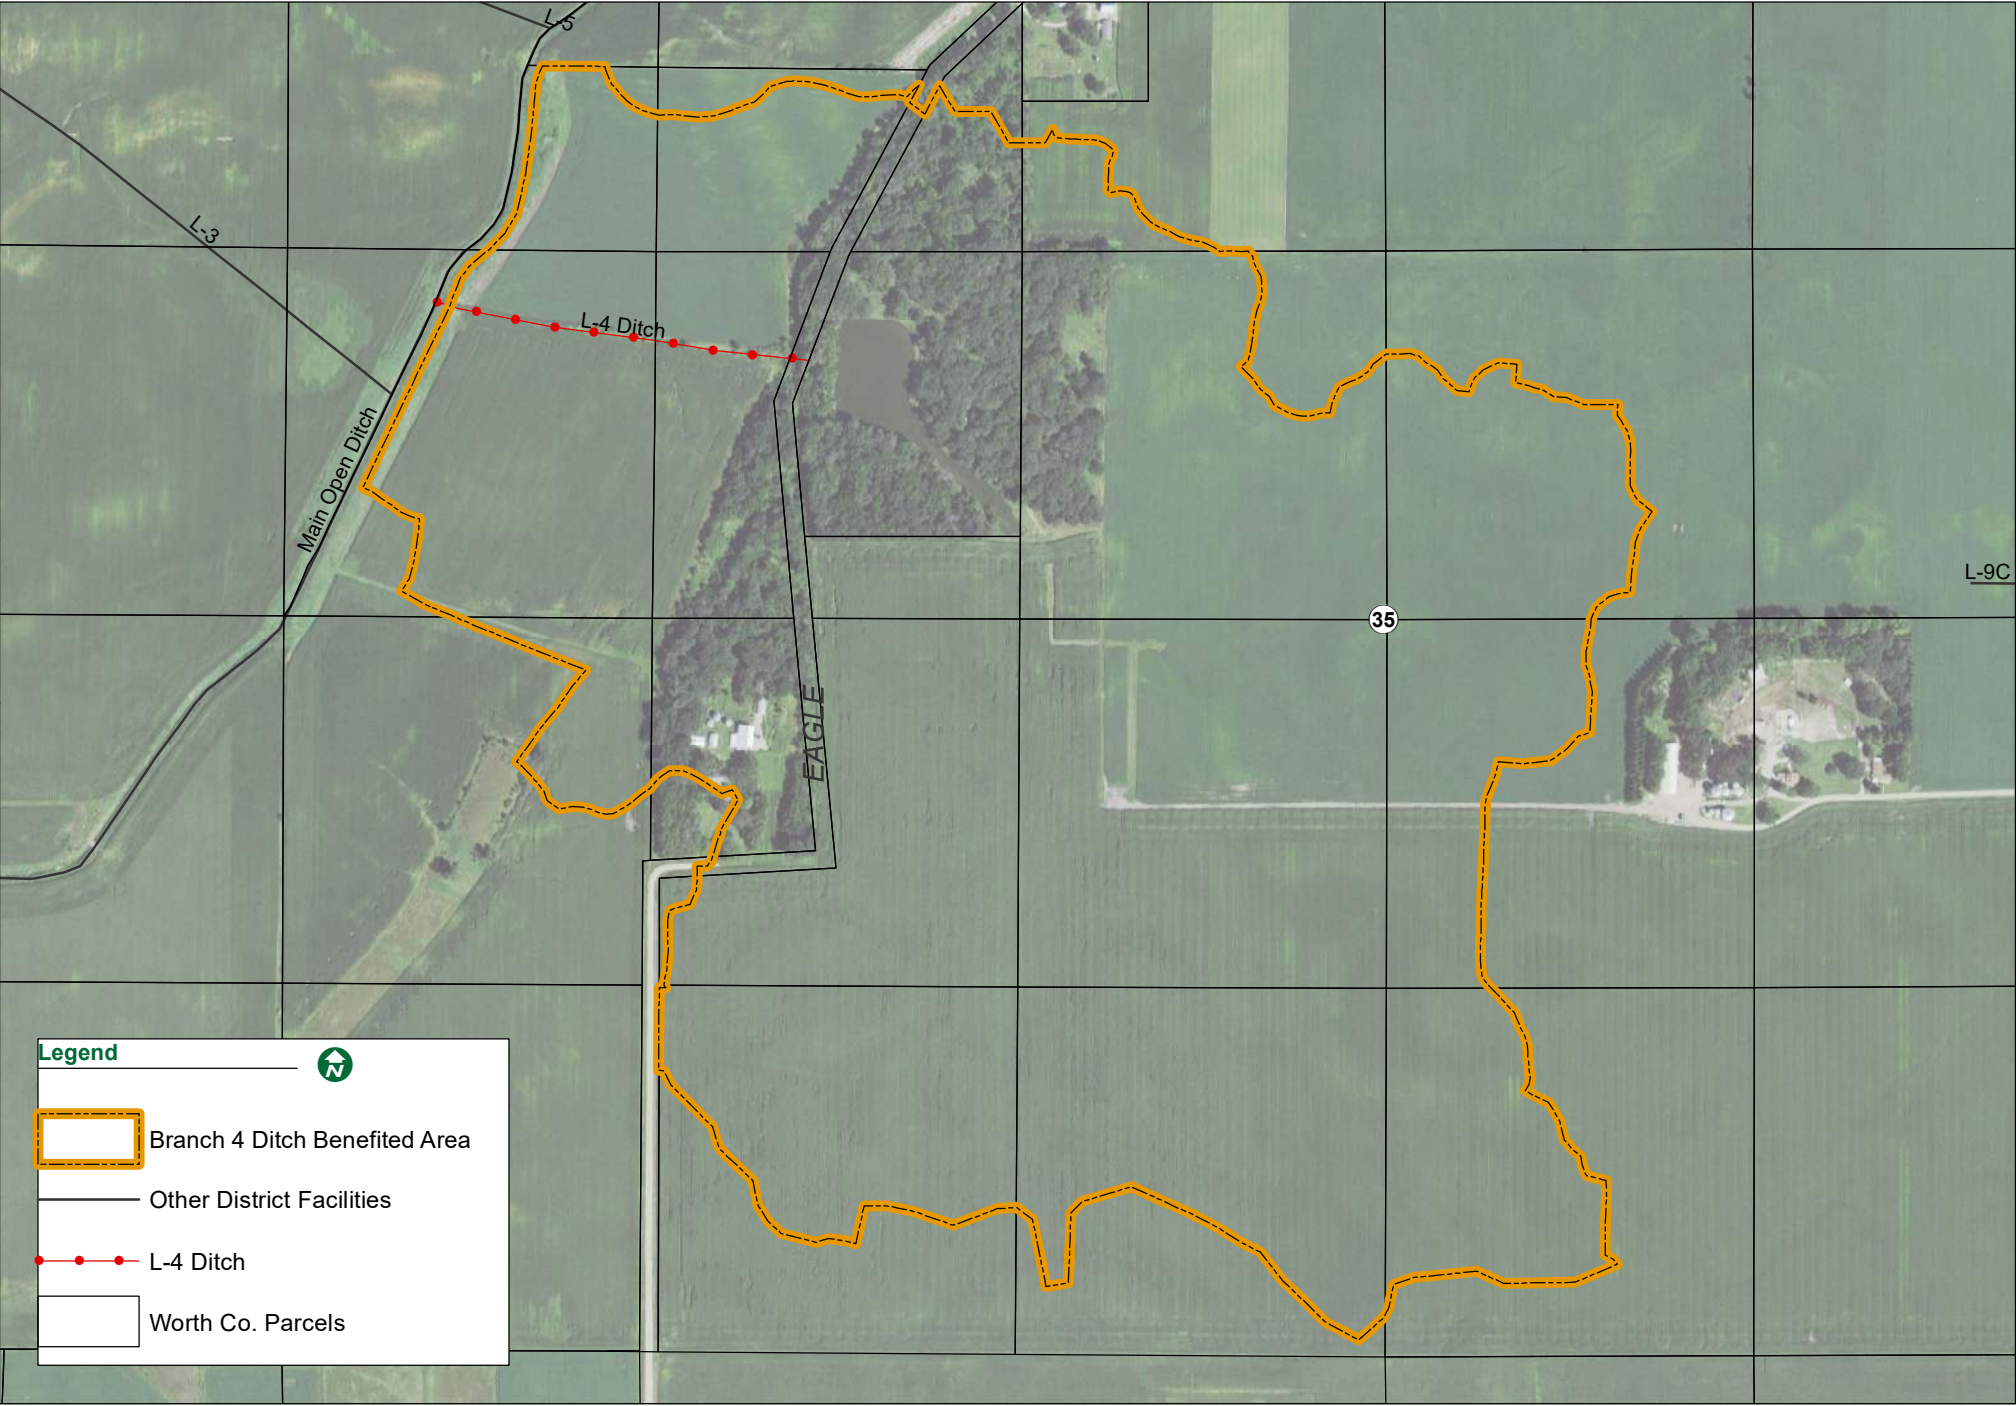 L-5
L-3
L-4 Ditch
Main Open Ditch
L-9C
35
EAGLE
Legend
N
Branch 4 Ditch Benefited Area
Other District Facilities
L-4 Ditch
Worth Co. Parcels